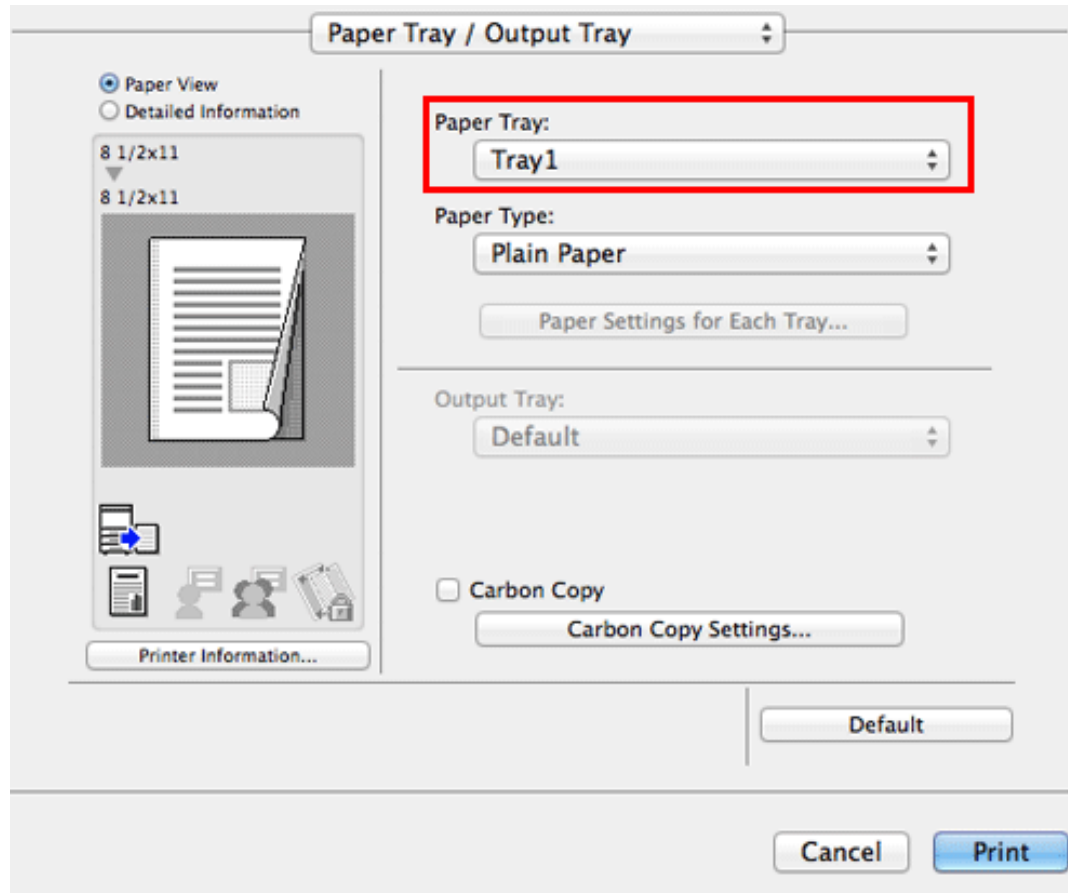 Paper Tray / Output Tray
Paper View
Detailed Information
8 1/2x11
8 1/2x11
Printer Information...
Paper Tray:
Tray1
Paper Type:
Plain Paper
Paper Settings for Each Tray...
Output Tray:
Default
Carbon Copy
Carbon Copy Settings...
Default
Cancel
Print